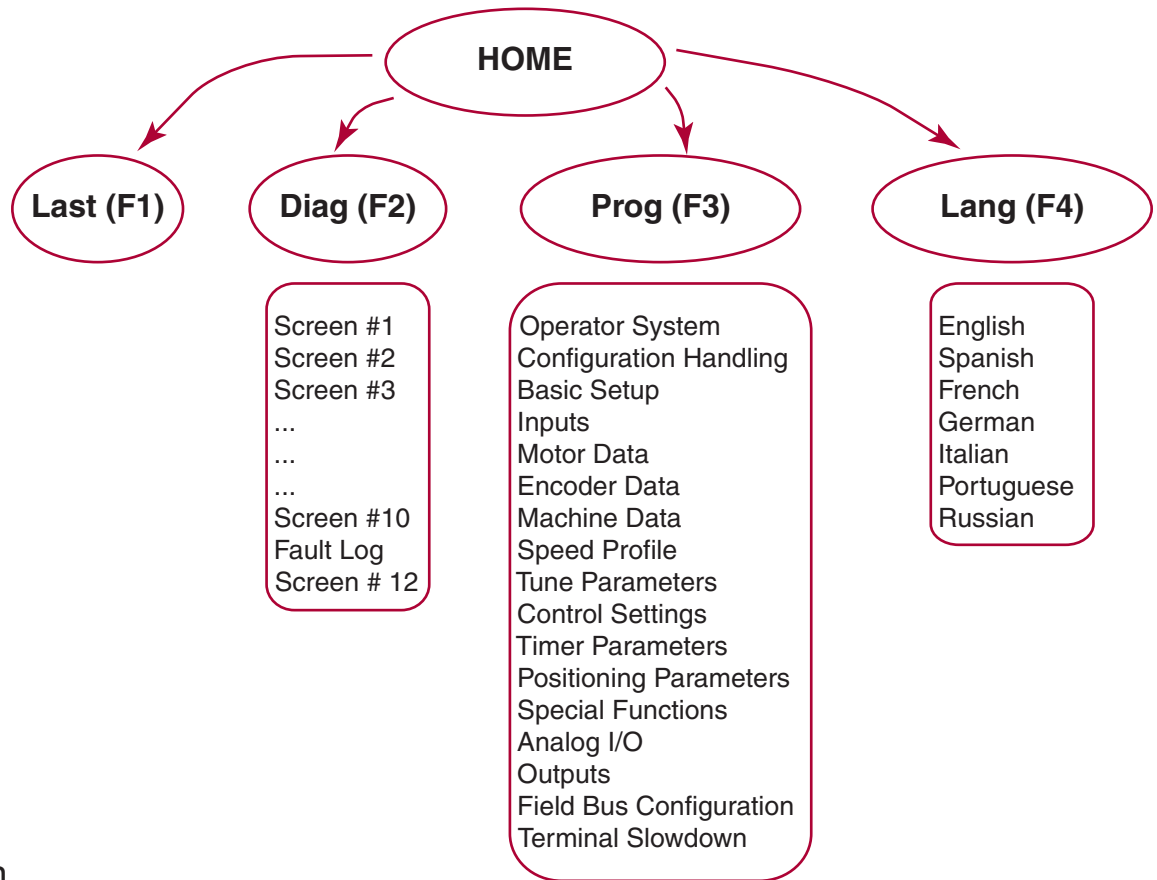 HOME
Last (F1)
Diag (F2)
Prog (F3)
Lang (F4)
Screen #1
Screen #2
Screen #3
...
...
...
Screen #10
Fault Log
Screen # 12
Operator System
Configuration Handling
Basic Setup
Inputs
Motor Data
Encoder Data
Machine Data
Speed Profile
Tune Parameters
Control Settings
Timer Parameters
Positioning Parameters
Special Functions
Analog I/O
Outputs
Field Bus Configuration
Terminal Slowdown
English
Spanish
French
German
Italian
Portuguese
Russian